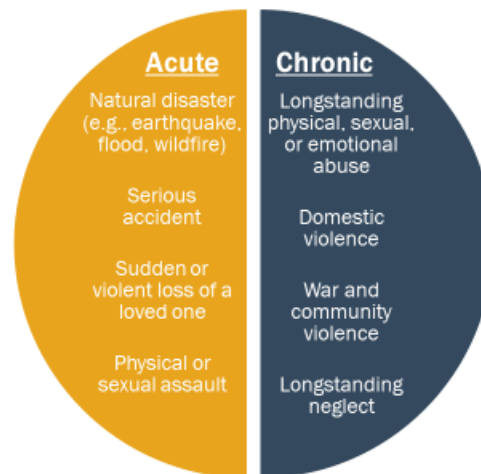 Acute
Natural disaster
(e.g., earthquake,
flood, wildfire)
Serious
accident
Sudden or
violent loss of a
loved one
Physical or
sexual assault
Chronic
Longstanding
physical, sexual,
or emotional
abuse
Domestic
violence
War and
community
violence
Longstanding
neglect